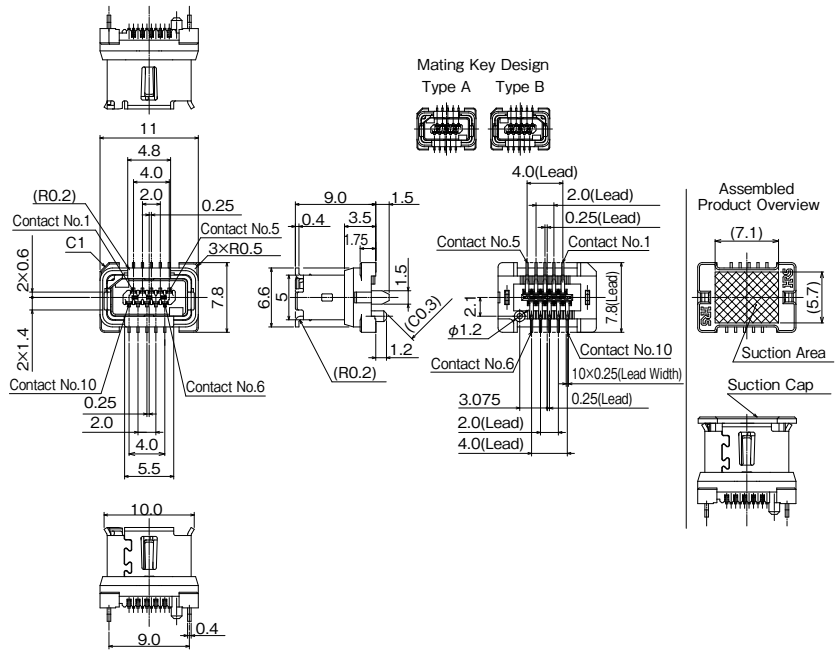 Mating Key Design
Type A Type B
11
4.8
4.0
2.0
(R0.2)
0.25
Contact No.1
Contact No.5
C1
3×R0.5
2×0.6
7.8
2×1.4
Contact No.10
Contact No.6
0.25
2.0
4.0
5.5
9.0
1.5
0.4
3.5
1.75
6.6
5
1.5
(C0.3)
1.2
(R0.2)
4.0(Lead)
2.0(Lead)
0.25(Lead)
Contact No.5
Contact No.1
2.1
7.8(Lead)
φ1.2
Contact No.6
Contact No.10
10×0.25(Lead Width)
3.075
0.25(Lead)
2.0(Lead)
4.0(Lead)
Assembled
Product Overview
(7.1)
HRS
HRS
(5.7)
Suction Area
Suction Cap
10.0
0.4
9.0